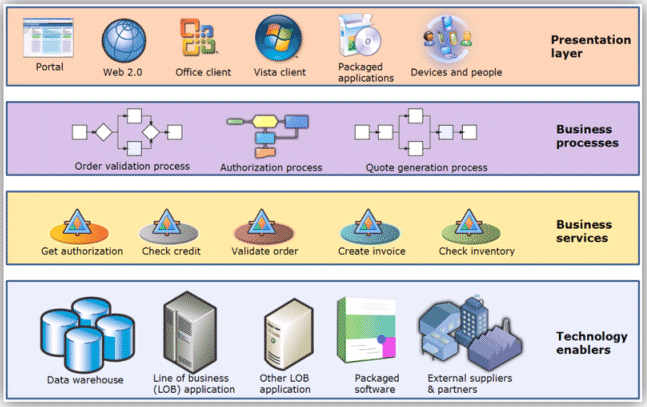 Portal
Web 2.0
Office client
Vista client
Packaged
applications
Devices and people
Presentation
layer
Order validation process
Authorization process
Quote generation process
Business
processes
Get authorization
Check credit
Validate order
Create invoice
Check inventory
Business
services
Data warehouse
Line of business
(LOB) application
Other LOB
application
Packaged
software
External suppliers
& partners
Technology
enablers